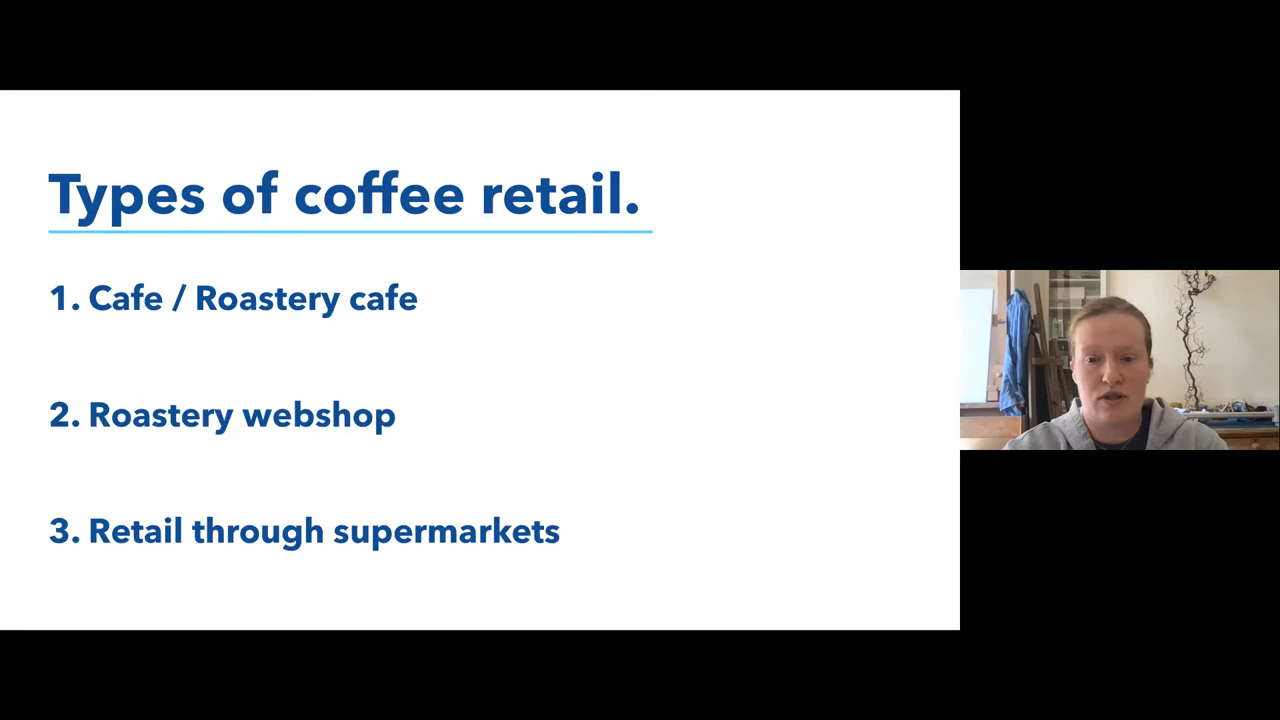 Types of coffee retail.
1. Cafe / Roastery cafe
2. Roastery webshop
3. Retail through supermarkets